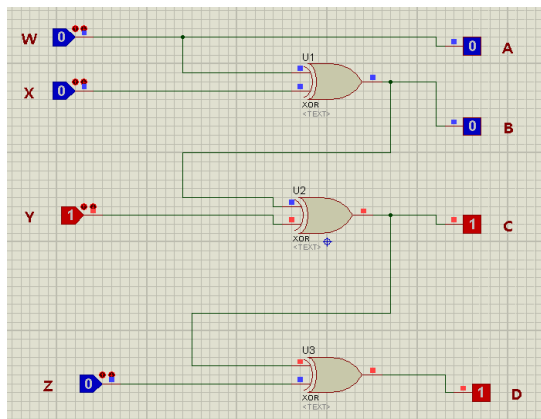 W 0 0 A
U1
X 0
XOR
<TEXT>
0 B
U2
Y 1 1 C
XOR
<TEXT>
U3
Z 0 1 D
XOR
<TEXT>